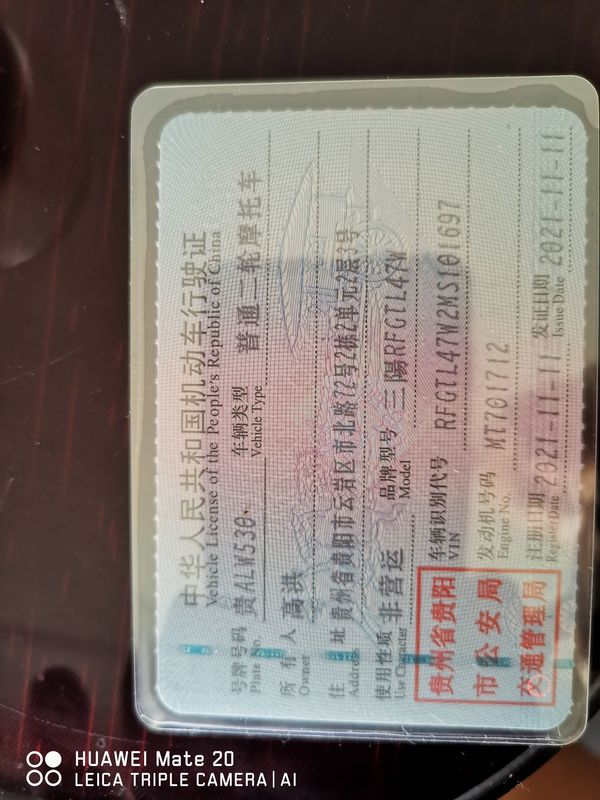 中华人民共和国机动车行驶证
Vehicle License of the People's Republic of China
号牌号码 贵ALW530 车辆类型 普通二轮摩托车
Plate No. Vehicle Type
所有人 高洪
Owner
住址 贵州省贵阳市云岩区市北路72号2栋2单元2层3号
Address
使用性质 非营运 品牌型号 三陽RFGTL47W
Use Character Model
贵州省贵阳
市公安局
交通管理局
车辆识别代号 RFGTL47W2MS101697
VIN
发动机号码 MT701712
Engine No.
注册日期 2021-11-11 发证日期 2021-11-11
Register Date Issue Date
HUAWEI Mate 20
LEICA TRIPLE CAMERA | AI